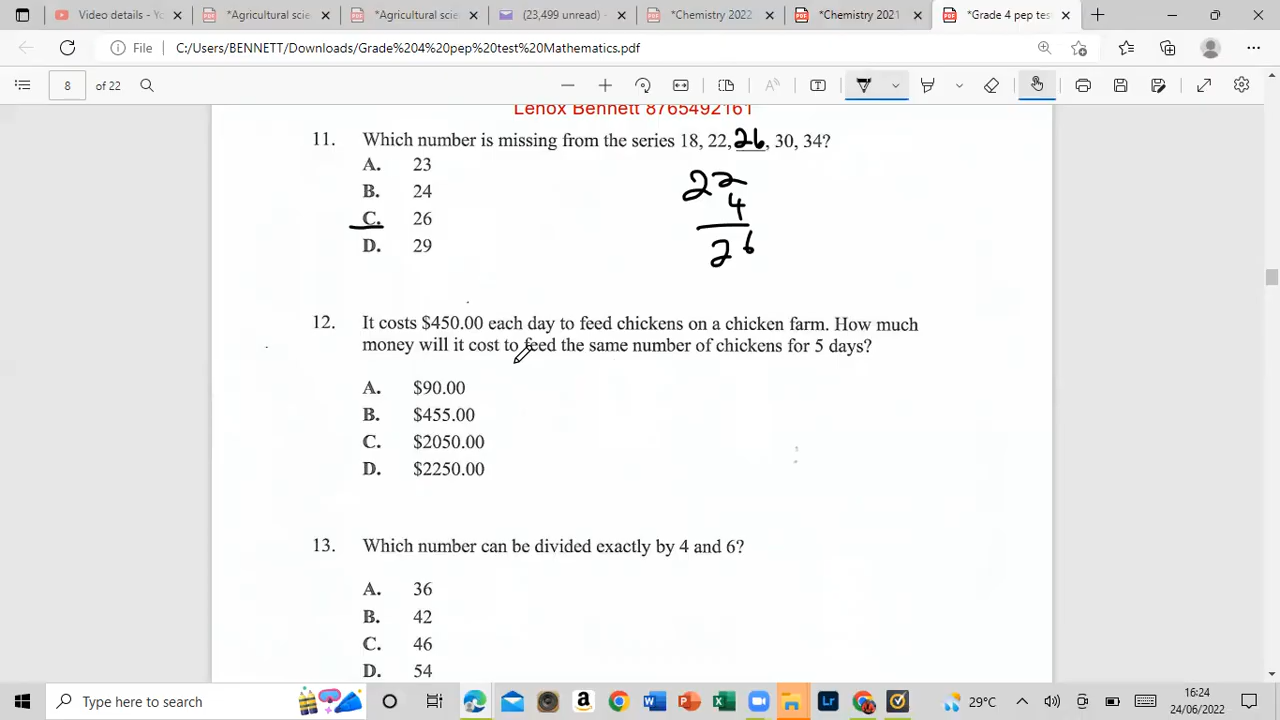 Video details - Yo
*Agricultural scie
*Agricultural scie
(23,499 unread) -
*Chemistry 2022
*Chemistry 2021
*Grade 4 pep tes
File
C:/Users/BENNETT/Downloads/Grade%204%20pep%20test%20Mathematics.pdf
8 of 22
Lenox Bennett 8765492161
11. Which number is missing from the series 18, 22, 26, 30, 34?
A. 23
B. 24
C. 26
D. 29
22
4
26
12. It costs $450.00 each day to feed chickens on a chicken farm. How much
money will it cost to feed the same number of chickens for 5 days?
A. $90.00
B. $455.00
C. $2050.00
D. $2250.00
13. Which number can be divided exactly by 4 and 6?
A. 36
B. 42
C. 46
D. 54
Type here to search
29°C
16:24
24/06/2022